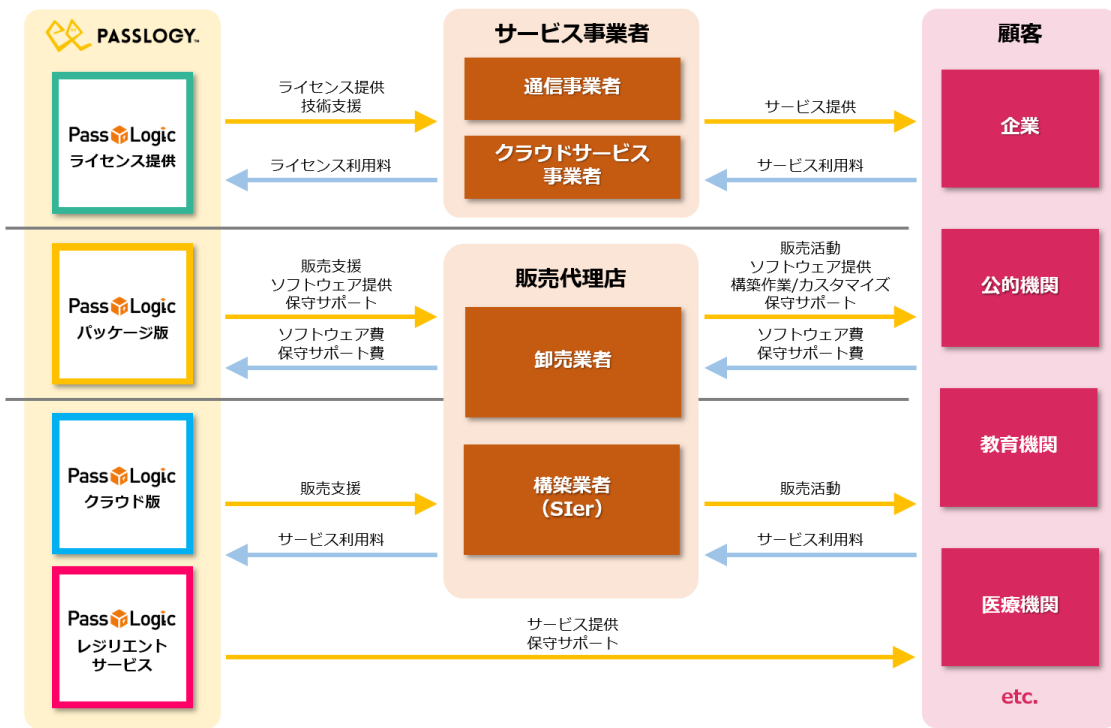 PASSLOGY™
サービス事業者
顧客
PassLogic
ライセンス提供
ライセンス提供
技術支援
ライセンス利用料
通信事業者
クラウドサービス
事業者
サービス提供
サービス利用料
企業
PassLogic
パッケージ版
販売支援
ソフトウェア提供
保守サポート
ソフトウェア費
保守サポート費
販売代理店
卸売業者
販売活動
ソフトウェア提供
構築作業/カスタマイズ
保守サポート
ソフトウェア費
保守サポート費
公的機関
PassLogic
クラウド版
販売支援
サービス利用料
構築業者
(SIer)
販売活動
サービス利用料
教育機関
PassLogic
レジリエント
サービス
サービス提供
保守サポート
医療機関
etc.